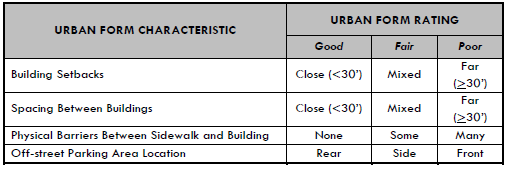 URBAN FORM CHARACTERISTIC
URBAN FORM RATING
Good Fair Poor
Building Setbacks Close (<30') Mixed Far (≥30')
Spacing Between Buildings Close (<30') Mixed Far (≥30')
Physical Barriers Between Sidewalk and Building None Some Many
Off-street Parking Area Location Rear Side Front